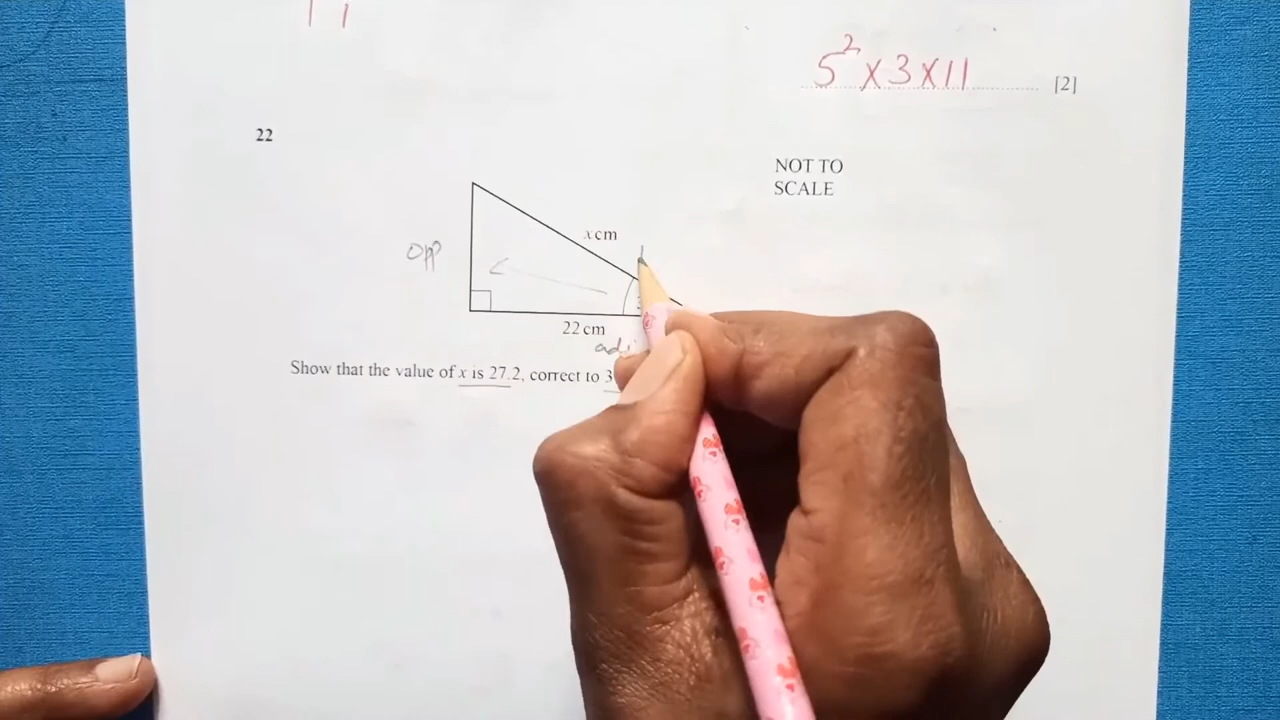 5² x 3 x 11 [2]
22
NOT TO
SCALE
x cm
opp
22 cm
adj
Show that the value of x is 27.2, correct to 3